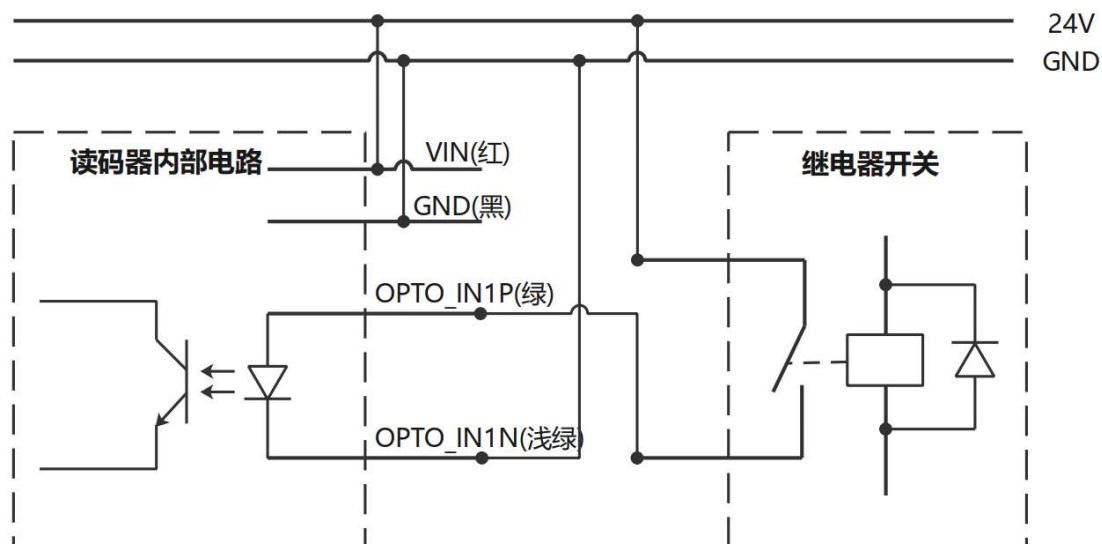 24V
GND
读码器内部电路
VIN(红)
继电器开关
GND(黑)
OPTO_IN1P(绿)
OPTO_IN1N(浅绿)